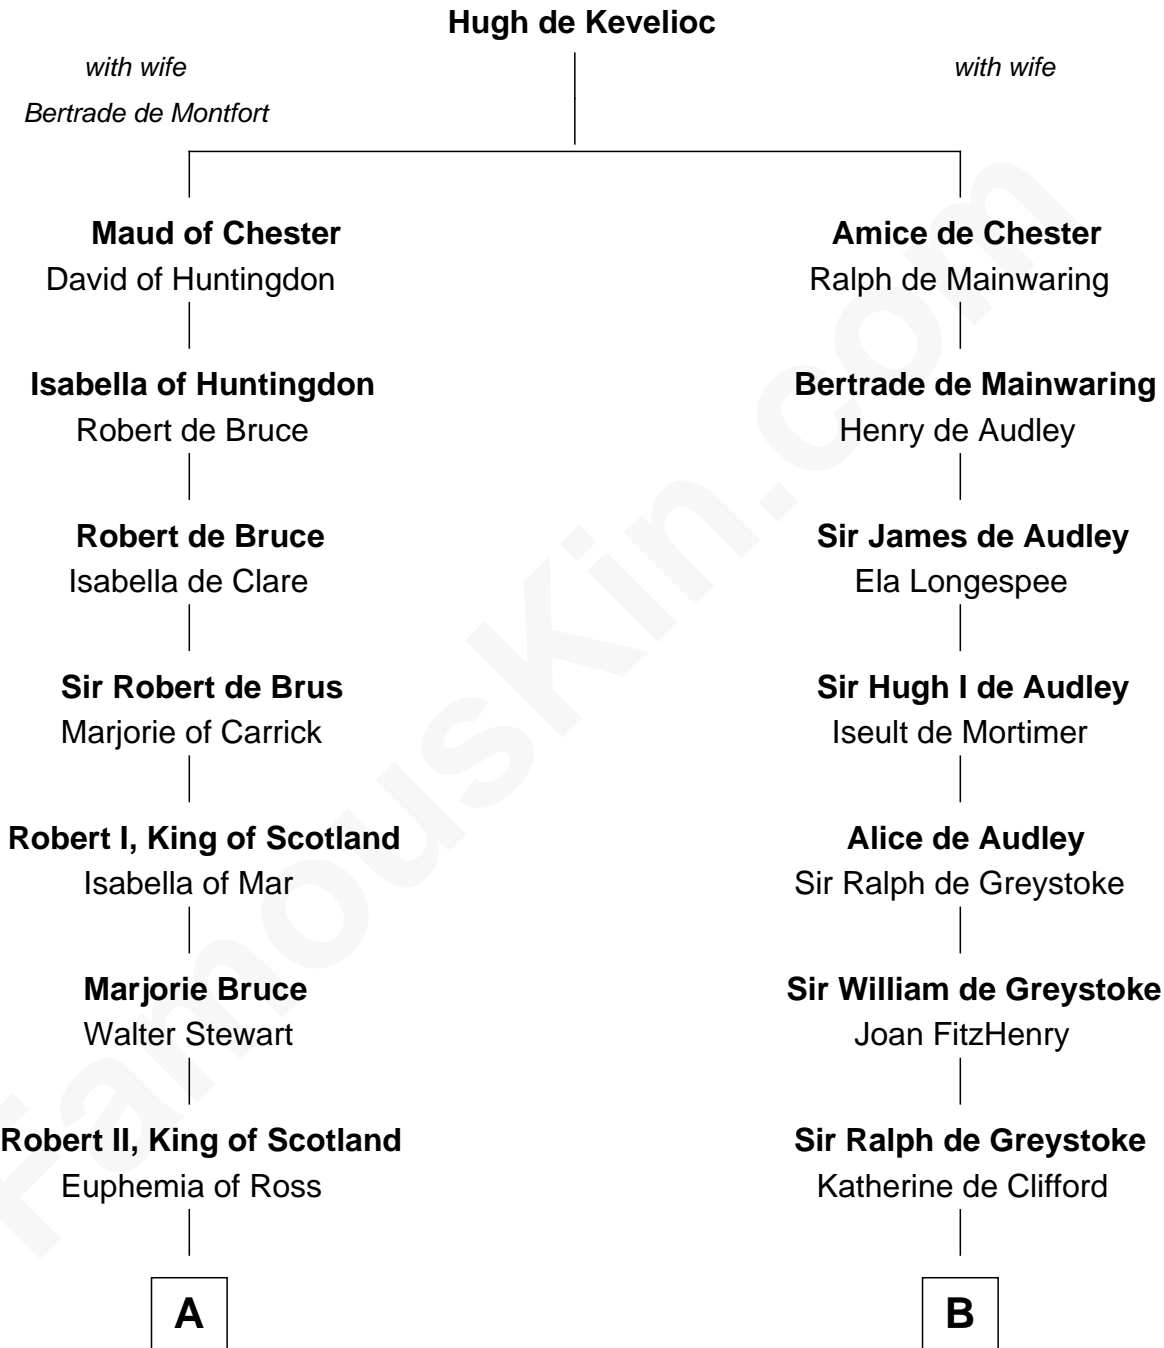 Hugh de Kevelioc
with wife
Bertrade de Montfort
with wife
Maud of Chester
David of Huntingdon
Isabella of Huntingdon
Robert de Bruce
Robert de Bruce
Isabella de Clare
Sir Robert de Brus
Marjorie of Carrick
Robert I, King of Scotland
Isabella of Mar
Marjorie Bruce
Walter Stewart
Robert II, King of Scotland
Euphemia of Ross
A
Amice de Chester
Ralph de Mainwaring
Bertrade de Mainwaring
Henry de Audley
Sir James de Audley
Ela Longespee
Sir Hugh I de Audley
Iseult de Mortimer
Alice de Audley
Sir Ralph de Greystoke
Sir William de Greystoke
Joan FitzHenry
Sir Ralph de Greystoke
Katherine de Clifford
B
FamousKin.com